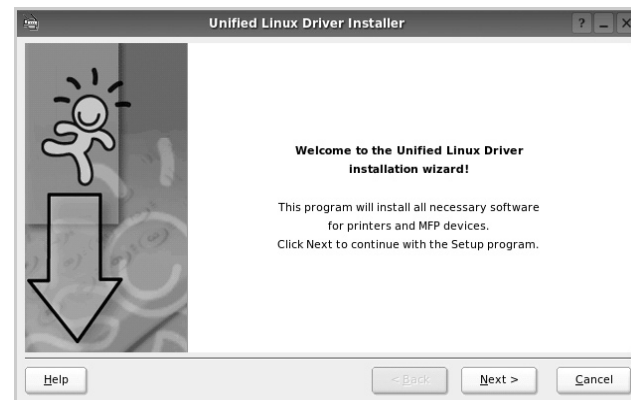 Unified Linux Driver Installer
Welcome to the Unified Linux Driver
installation wizard!
This program will install all necessary software
for printers and MFP devices.
Click Next to continue with the Setup program.
Help
< Back
Next >
Cancel